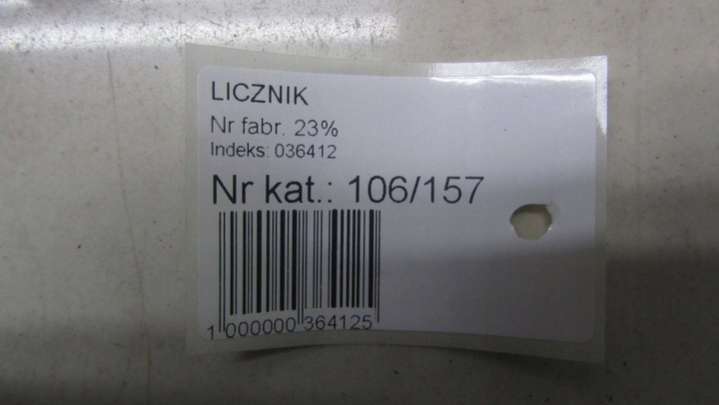 LICZNIK
Nr fabr. 23%
Indeks: 036412
Nr kat.: 106/157
1 000000 364125